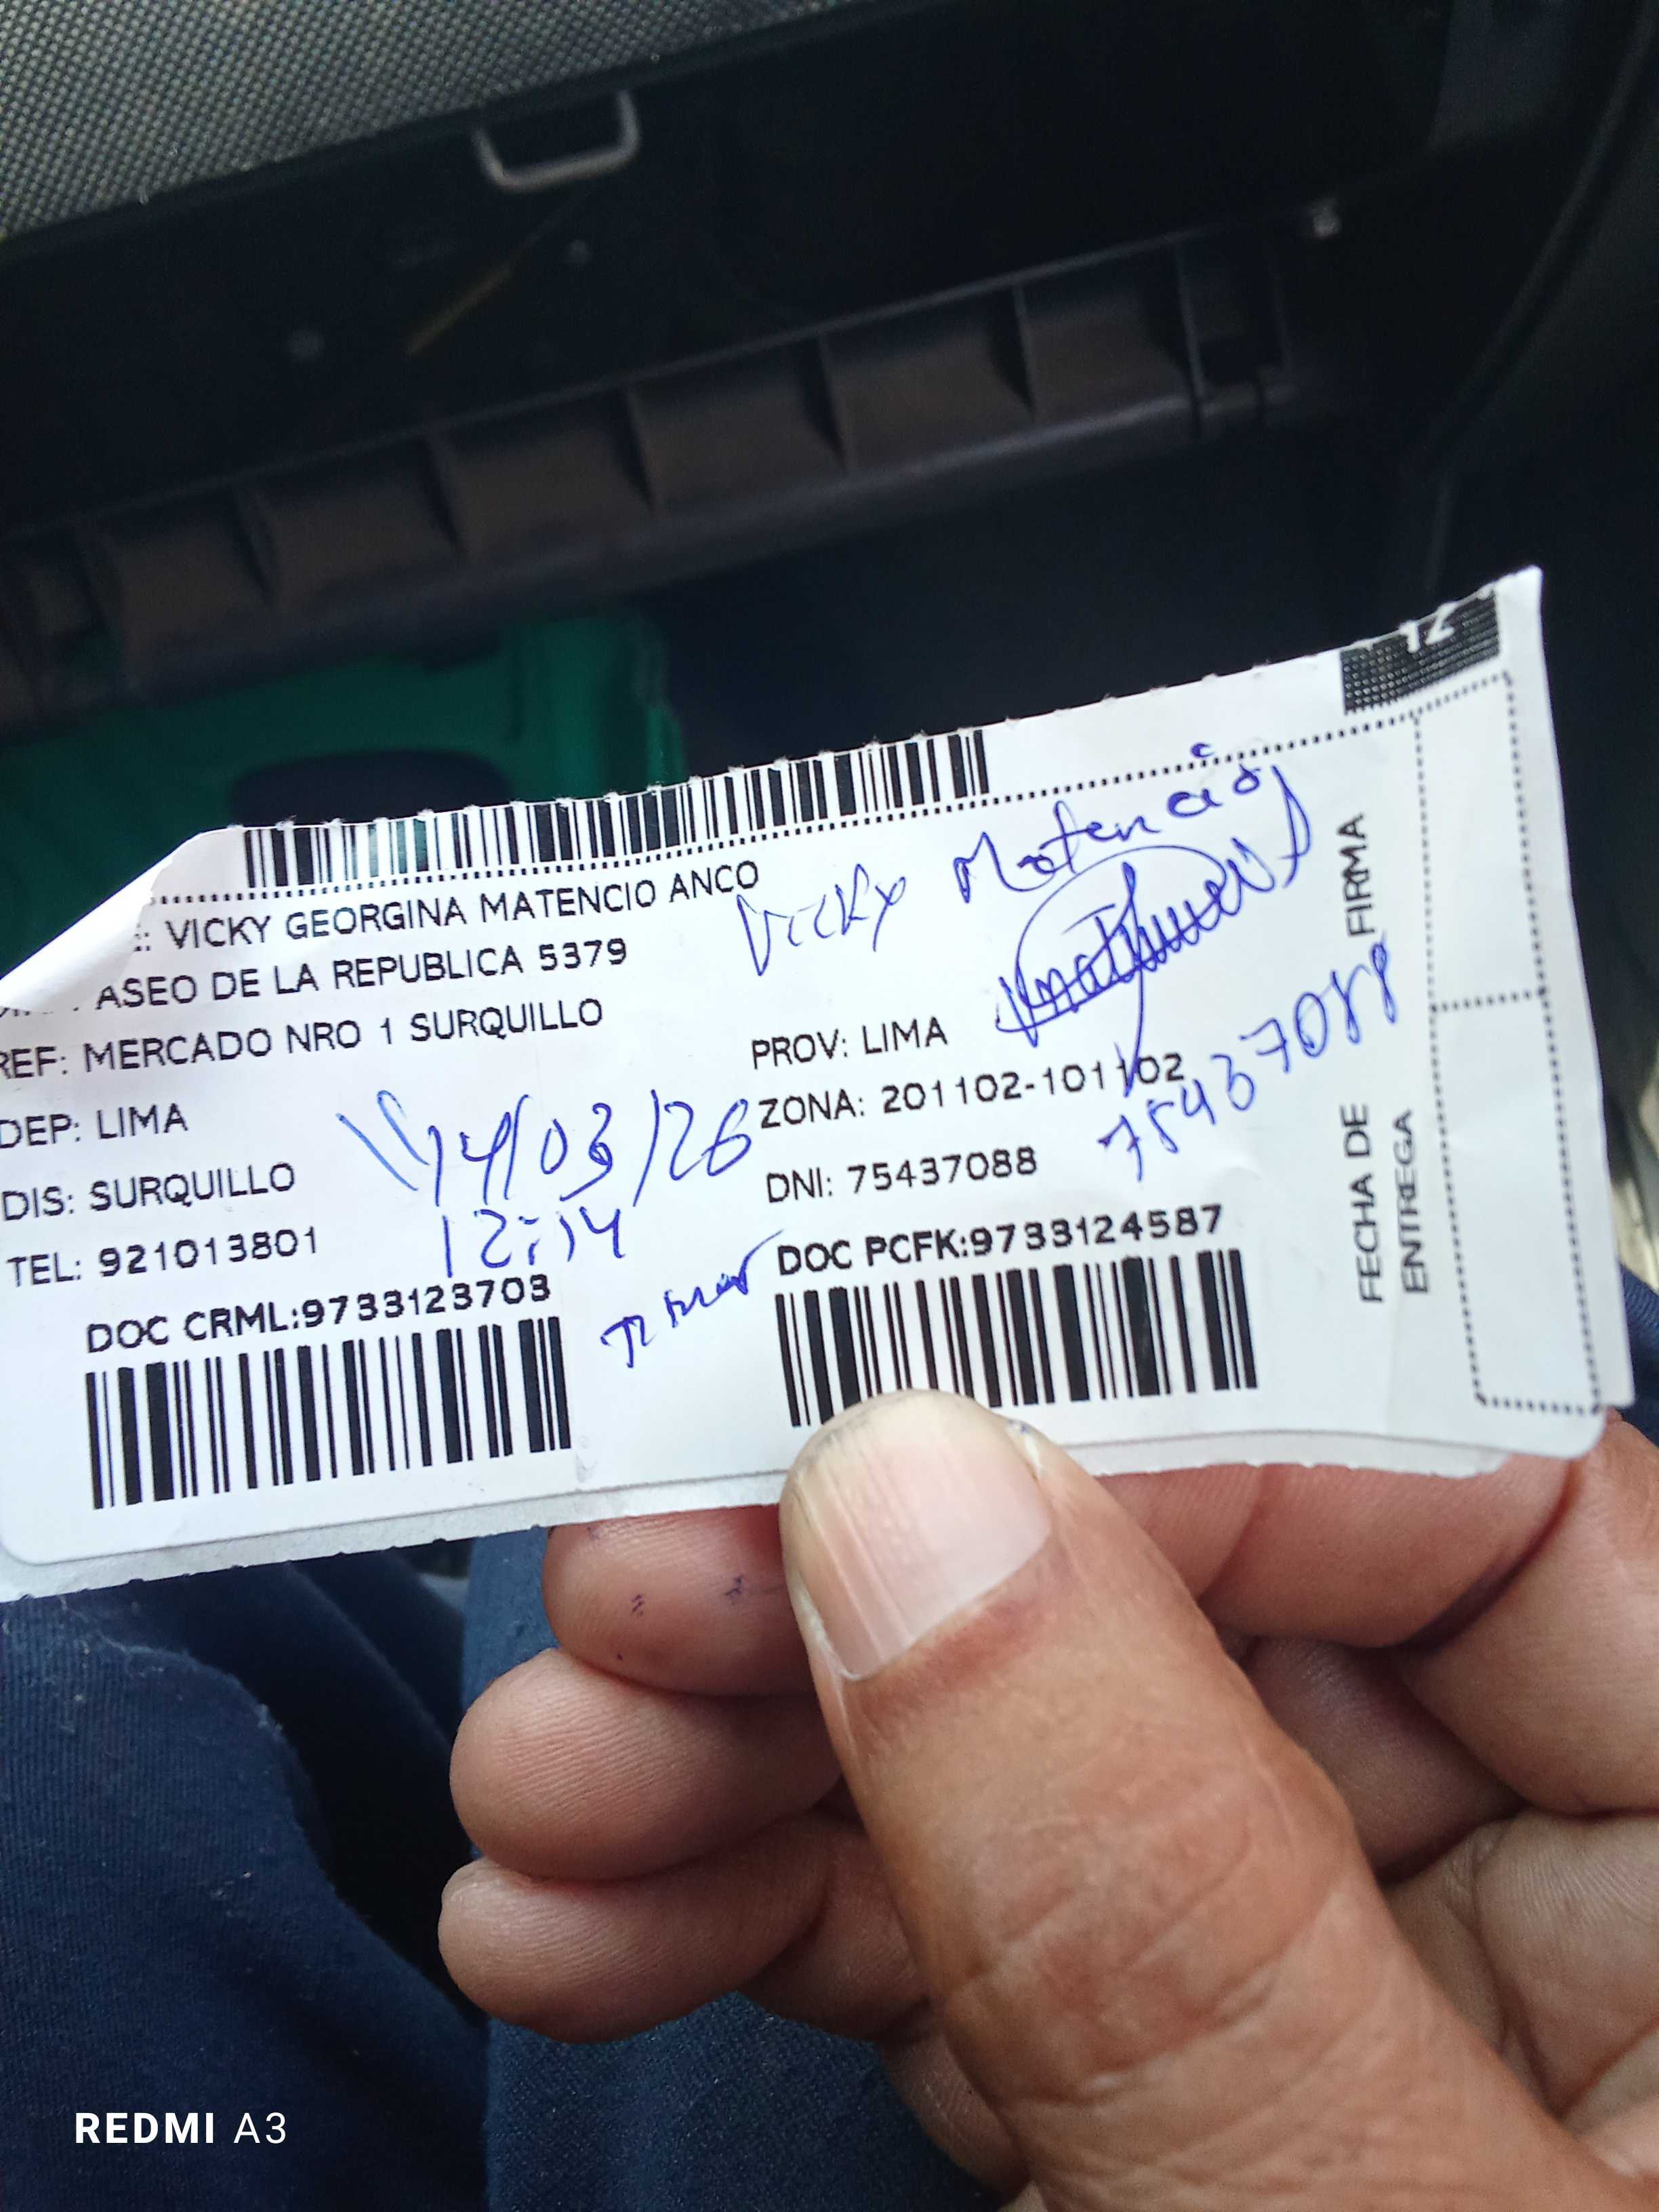 12
E: VICKY GEORGINA MATENCIO ANCO
Vicky Matencio
ASEO DE LA REPUBLICA 5379
REF: MERCADO NRO 1 SURQUILLO
DEP: LIMA
PROV: LIMA
DIS: SURQUILLO
ZONA: 201102-101102
TEL: 921013801
DNI: 75437088
75437088
14/03/26
12:14
DOC CRML:9733123703
DOC PCFK:9733124587
FIRMA
FECHA DE
ENTREGA
REDMI A3